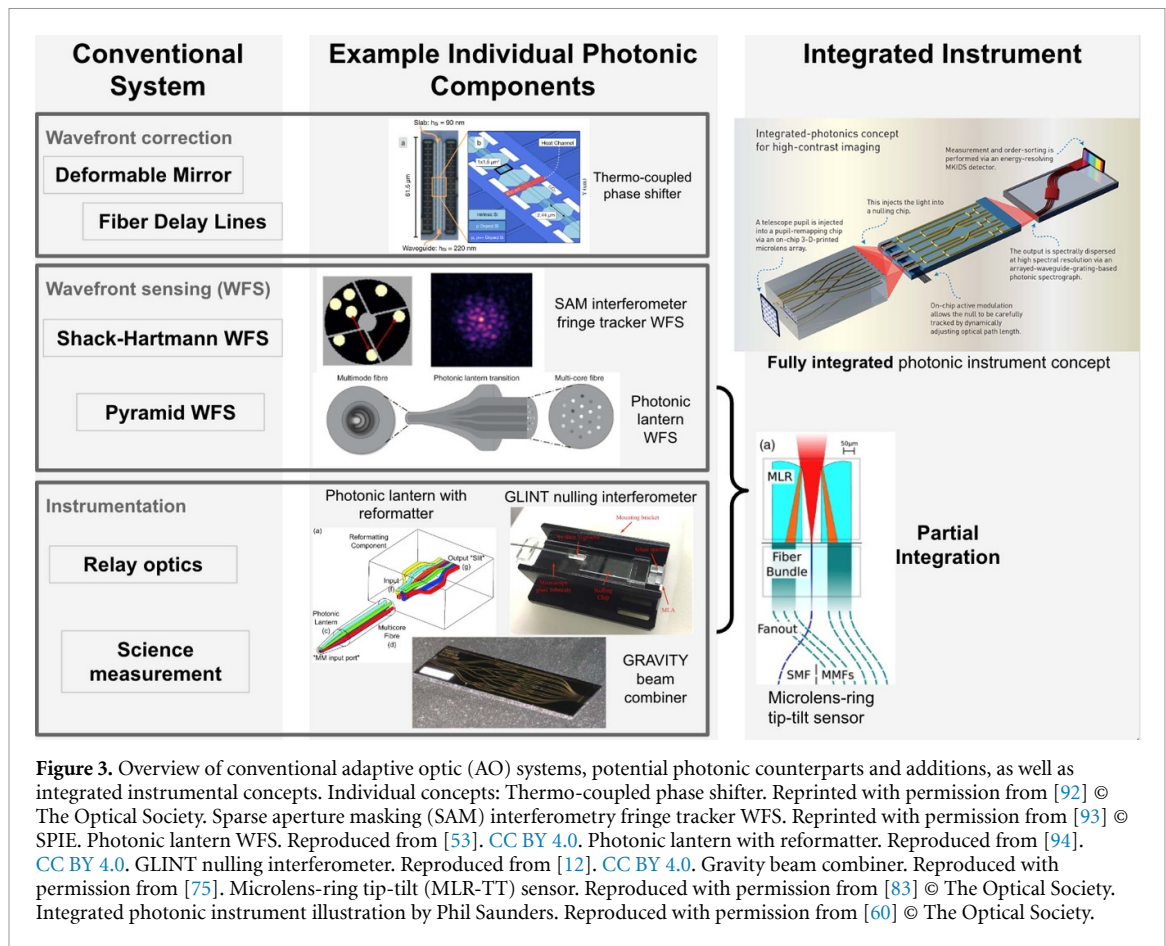 Conventional
System
Example Individual Photonic
Components
Integrated Instrument
Wavefront correction
Deformable Mirror
Fiber Delay Lines
Slab: hₛ = 90 nm
a
61.6 μm
Waveguide: hₛ = 220 nm
b
Heat Channel
2.44 μm
Thermo-coupled
phase shifter
Wavefront sensing (WFS)
Shack-Hartmann WFS
Pyramid WFS
SAM interferometer
fringe tracker WFS
Multimode fibre
Photonic lantern transition
Multi-core fibre
Photonic
lantern
WFS
Instrumentation
Relay optics
Science
measurement
Photonic lantern with
reformatter
(a)
Reformatting
Component
Output "Slit"
(g)
Input
(f)
Photonic
Lantern
(c)
Multicore Fibre
(d)
"MM input port"
GLINT nulling interferometer
Mounting bracket
Nulling
Chip
MLA
GRAVITY
beam
combiner
Integrated-photonics concept
for high-contrast imaging
Measurement and order-sorting is
performed via an energy-resolving
MKIDS detector.
This injects the light into
a nulling chip.
A telescope pupil is injected
into a pupil-remapping chip
via an on-chip 3-D-printed
microlens array.
The output is spectrally dispersed
at high spectral resolution via an
arrayed-waveguide-grating-based
photonic spectrograph.
On-chip active modulation
allows the null to be carefully
tracked by dynamically
adjusting optical path length.
Fully integrated photonic instrument concept
(a)
50μm
MLR
Fiber
Bundle
Fanout
SMF
MMFs
Microlens-ring
tip-tilt sensor
Partial
Integration
Figure 3. Overview of conventional adaptive optic (AO) systems, potential photonic counterparts and additions, as well as
integrated instrumental concepts. Individual concepts: Thermo-coupled phase shifter. Reprinted with permission from [92] ©
The Optical Society. Sparse aperture masking (SAM) interferometry fringe tracker WFS. Reprinted with permission from [93] ©
SPIE. Photonic lantern WFS. Reproduced from [53]. CC BY 4.0. Photonic lantern with reformatter. Reproduced from [94].
CC BY 4.0. GLINT nulling interferometer. Reproduced from [12]. CC BY 4.0. Gravity beam combiner. Reproduced with
permission from [75]. Microlens-ring tip-tilt (MLR-TT) sensor. Reproduced with permission from [83] © The Optical Society.
Integrated photonic instrument illustration by Phil Saunders. Reproduced with permission from [60] © The Optical Society.